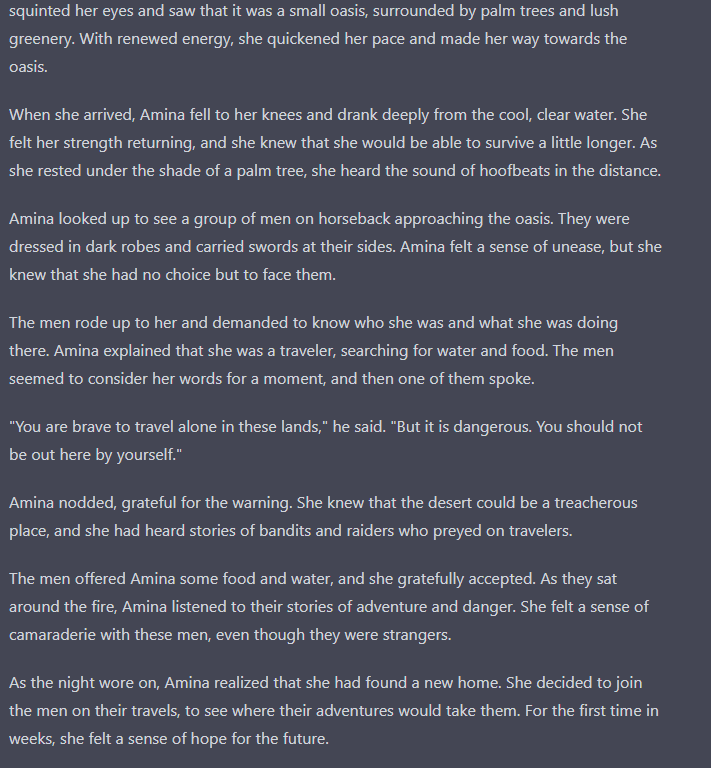 squinted her eyes and saw that it was a small oasis, surrounded by palm trees and lush
greenery. With renewed energy, she quickened her pace and made her way towards the
oasis.
When she arrived, Amina fell to her knees and drank deeply from the cool, clear water. She
felt her strength returning, and she knew that she would be able to survive a little longer. As
she rested under the shade of a palm tree, she heard the sound of hoofbeats in the distance.
Amina looked up to see a group of men on horseback approaching the oasis. They were
dressed in dark robes and carried swords at their sides. Amina felt a sense of unease, but she
knew that she had no choice but to face them.
The men rode up to her and demanded to know who she was and what she was doing
there. Amina explained that she was a traveler, searching for water and food. The men
seemed to consider her words for a moment, and then one of them spoke.
"You are brave to travel alone in these lands," he said. "But it is dangerous. You should not
be out here by yourself."
Amina nodded, grateful for the warning. She knew that the desert could be a treacherous
place, and she had heard stories of bandits and raiders who preyed on travelers.
The men offered Amina some food and water, and she gratefully accepted. As they sat
around the fire, Amina listened to their stories of adventure and danger. She felt a sense of
camaraderie with these men, even though they were strangers.
As the night wore on, Amina realized that she had found a new home. She decided to join
the men on their travels, to see where their adventures would take them. For the first time in
weeks, she felt a sense of hope for the future.